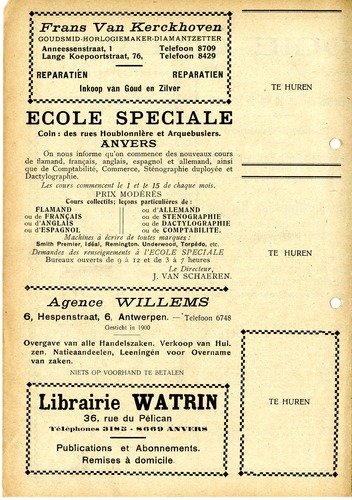 Frans Van Kerckhoven
GOUDSMID-HORLOGIEMAKER-DIAMANTZETTER
Anneessenstraat, 1 Telefoon 8709
Lange Koepoortstraat, 76, Telefoon 8429
REPARATIËN REPARATIEN
Inkoop van Goud en Zilver
TE HUREN
ECOLE SPECIALE
Coin : des rues Houblonnière et Arquebusiers.
ANVERS
On nous informe qu'on commence des nouveaux cours
de flamand, français, anglais, espagnol et allemand, ainsi
que de Comptabilité, Commerce, Sténographie duployée et
Dactylographie.
Les cours commencent le 1 et le 15 de chaque mois.
PRIX MODÉRÉS
Cours collectifs; leçons particulières de :
FLAMAND ou d'ALLEMAND
ou de FRANÇAIS ou de STENOGRAPHIE
ou d'ANGLAIS ou de DACTYLOGRAPHIE
ou d'ESPAGNOL ou de COMPTABILITÉ.
Machines à écrire de toutes marques :
Smith Premier, Idéal, Remington, Underwood, Torpédo, etc.
Demandes des renseignements à l'ECOLE SPECIALE
Bureaux ouverts de 9 à 12 et de 3 à 7 heures
Le Directeur,
J. VAN SCHAEREN.
TE HUREN
Agence WILLEMS
6, Hespenstraat, 6, Antwerpen. — Telefoon 6748
Gesticht in 1900
Overgave van alle Handelszaken. Verkoop van Hui-
zen, Natieaandeelen, Leeningën voor Overname
van zaken.
NIETS OP VOORHAND TE BETALEN
Librairie WATRIN
36, rue du Pélican
Téléphones 3185 - 8669 ANVERS
Publications et Abonnements.
Remises à domicile.
TE HUREN